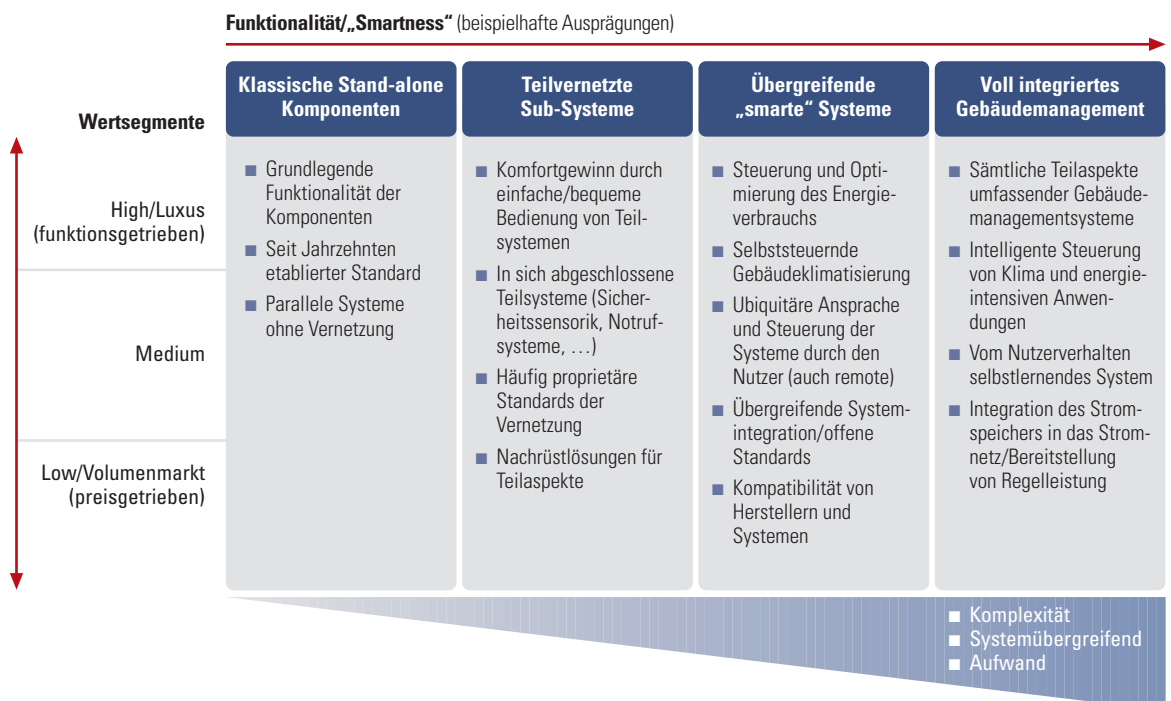 Funktionalität/„Smartness“ (beispielhafte Ausprägungen)
Wertsegmente
High/Luxus
(funktionsgetrieben)
Medium
Low/Volumenmarkt
(preisgetrieben)
Klassische Stand-alone
Komponenten
■ Grundlegende
Funktionalität der
Komponenten
■ Seit Jahrzehnten
etablierter Standard
■ Parallele Systeme
ohne Vernetzung
Teilvernetzte
Sub-Systeme
■ Komfortgewinn durch
einfache/bequeme
Bedienung von Teil-
systemen
■ In sich abgeschlossene
Teilsysteme (Sicher-
heitssensorik, Notruf-
systeme, …)
■ Häufig proprietäre
Standards der
Vernetzung
■ Nachrüstlösungen für
Teilaspekte
Übergreifende
„smarte“ Systeme
■ Steuerung und Opti-
mierung des Energie-
verbrauchs
■ Selbststeuernde
Gebäudeklimatisierung
■ Ubiquitäre Ansprache
und Steuerung der
Systeme durch den
Nutzer (auch remote)
■ Übergreifende System-
integration/offene
Standards
■ Kompatibilität von
Herstellern und
Systemen
Voll integriertes
Gebäudemanagement
■ Sämtliche Teilaspekte
umfassender Gebäude-
managementsysteme
■ Intelligente Steuerung
von Klima und energie-
intensiven Anwen-
dungen
■ Vom Nutzerverhalten
selbstlernendes System
■ Integration des Strom-
speichers in das Strom-
netz/Bereitstellung
von Regelleistung
■ Komplexität
■ Systemübergreifend
■ Aufwand